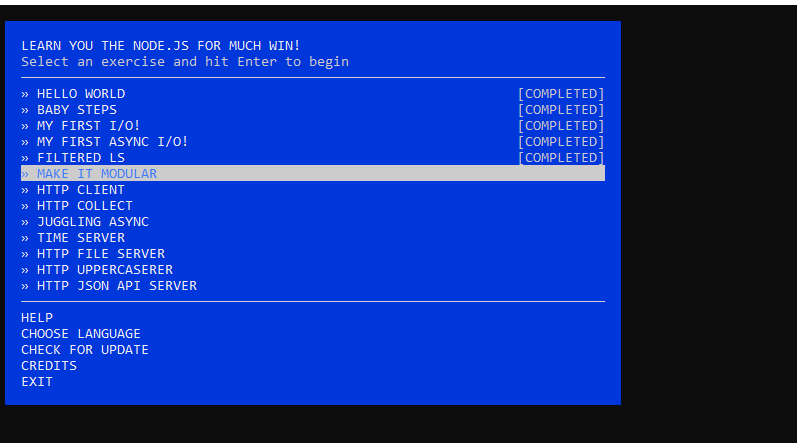 LEARN YOU THE NODE.JS FOR MUCH WIN!
Select an exercise and hit Enter to begin
» HELLO WORLD [COMPLETED]
» BABY STEPS [COMPLETED]
» MY FIRST I/O! [COMPLETED]
» MY FIRST ASYNC I/O! [COMPLETED]
» FILTERED LS [COMPLETED]
» MAKE IT MODULAR
» HTTP CLIENT
» HTTP COLLECT
» JUGGLING ASYNC
» TIME SERVER
» HTTP FILE SERVER
» HTTP UPPERCASERER
» HTTP JSON API SERVER
HELP
CHOOSE LANGUAGE
CHECK FOR UPDATE
CREDITS
EXIT